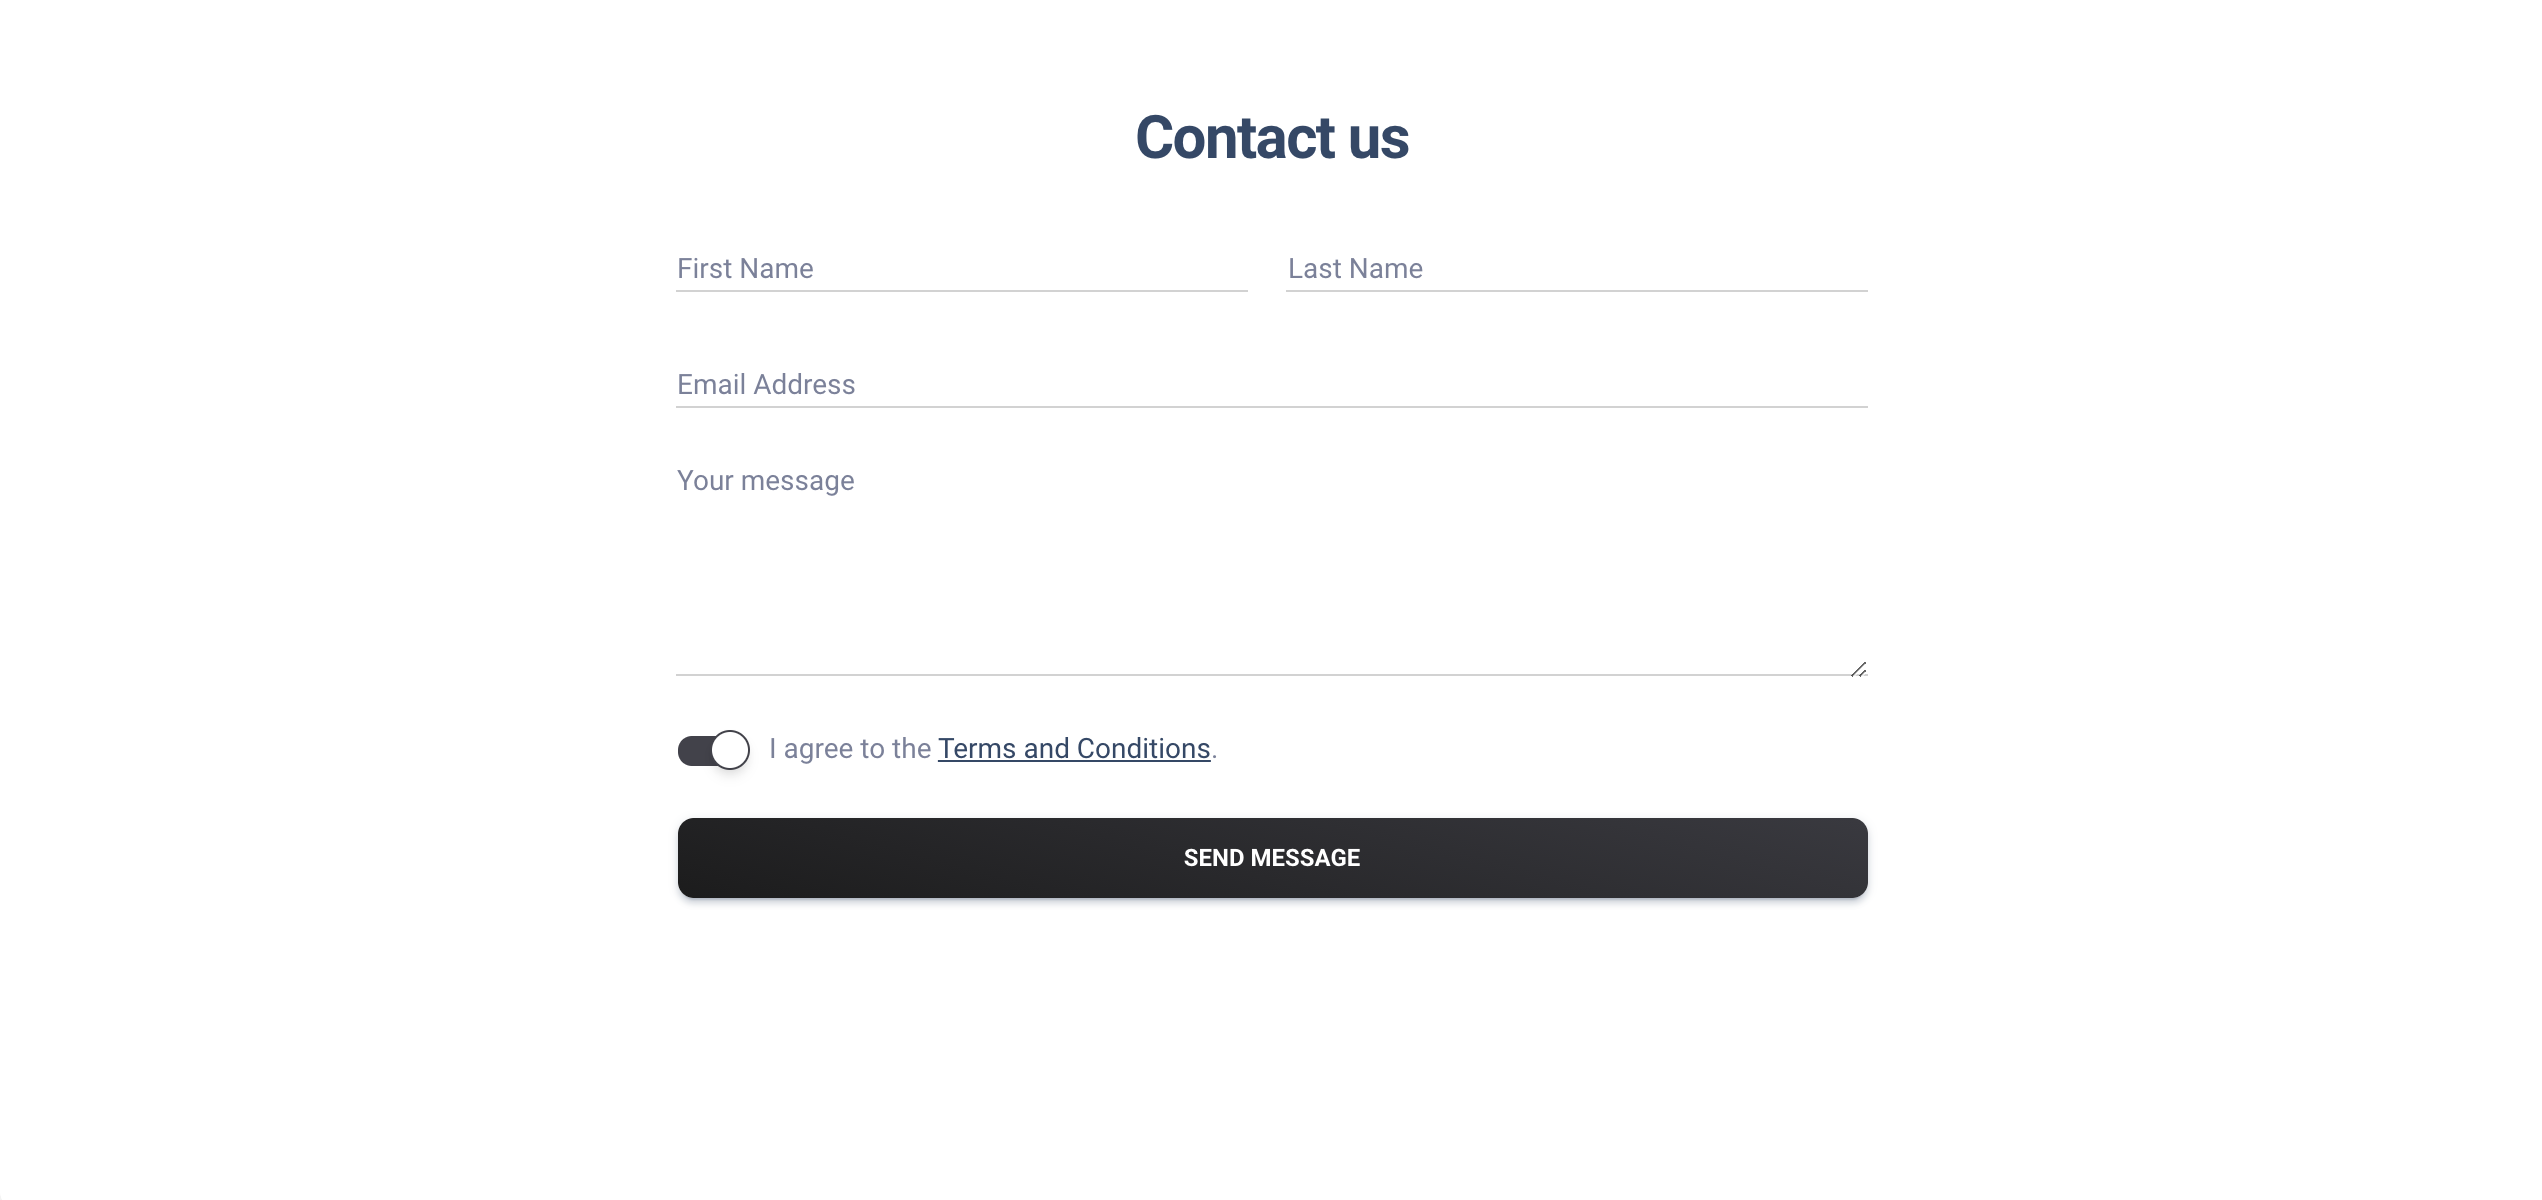 Contact us
First Name
Last Name
Email Address
Your message
I agree to the Terms and Conditions.
SEND MESSAGE